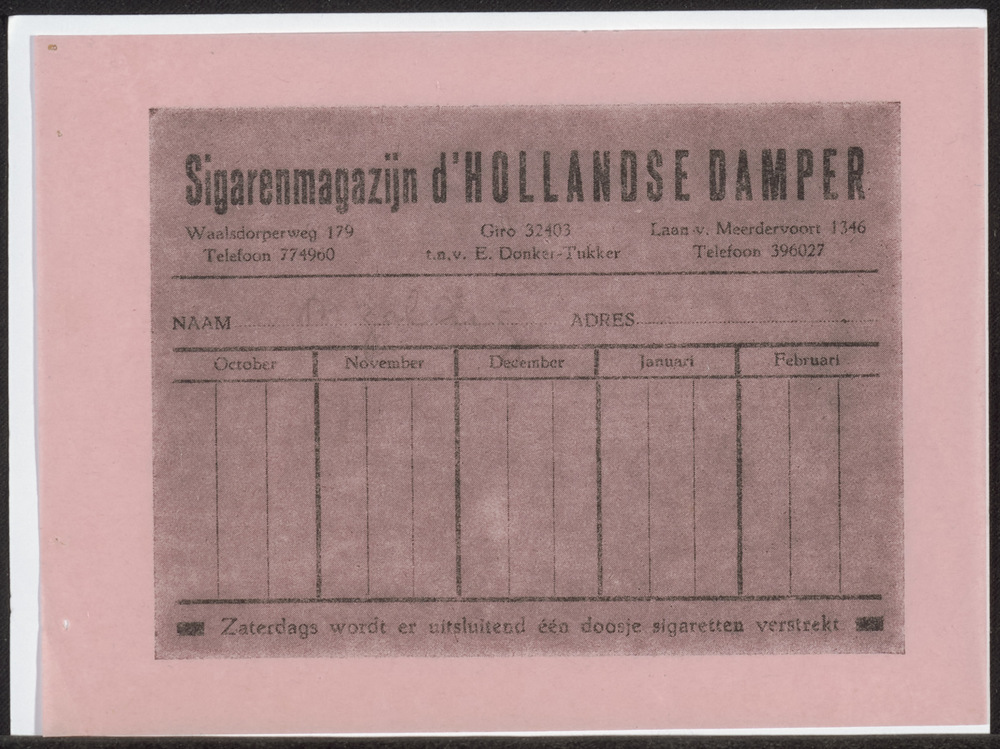 Sigarenmagazijn d'HOLLANDSE DAMPER
Waalsdorperweg 179 Giro 32403 Laan v. Meerdervoort 1346
Telefoon 774960 t.n.v. E. Donker-Tukker Telefoon 396027
NAAM ADRES
October November December Januari Februari
Zaterdags wordt er uitsluitend één doosje sigaretten verstrekt